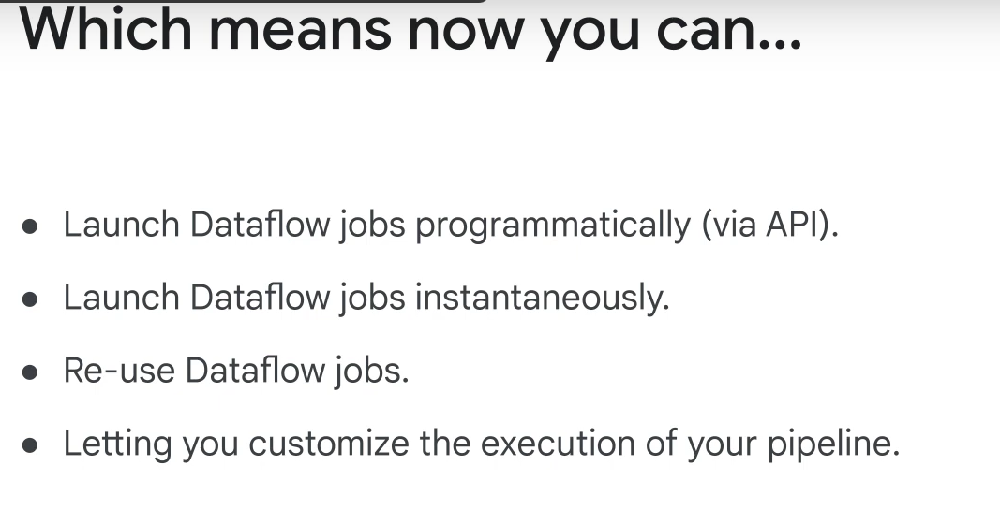 Which means now you can...
● Launch Dataflow jobs programmatically (via API).
● Launch Dataflow jobs instantaneously.
● Re-use Dataflow jobs.
● Letting you customize the execution of your pipeline.